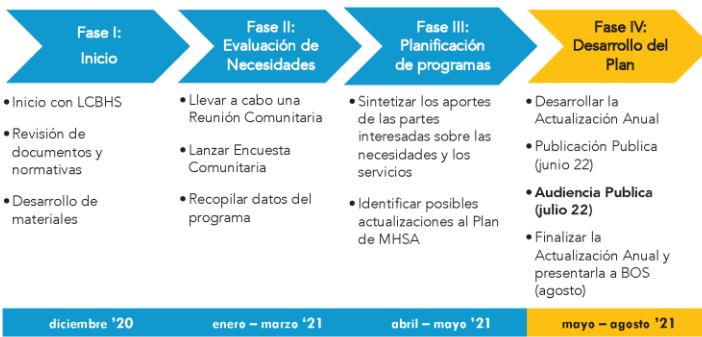 Fase I:
Inicio
Fase II:
Evaluación de
Necesidades
Fase III:
Planificación
de programas
Fase IV:
Desarrollo del
Plan
• Inicio con LCBHS
• Revisión de
documentos y
normativas
• Desarrollo de
materiales
• Llevar a cabo una
Reunión Comunitaria
• Lanzar Encuesta
Comunitaria
• Recopilar datos del
programa
• Sintetizar los aportes
de las partes
interesadas sobre las
necesidades y los
servicios
• Identificar posibles
actualizaciones al Plan
de MHSA
• Desarrollar la
Actualización Anual
• Publicación Publica
(junio 22)
• Audiencia Publica
(julio 22)
• Finalizar la
Actualización Anual y
presentarla a BOS
(agosto)
diciembre '20
enero – marzo '21
abril – mayo '21
mayo – agosto '21